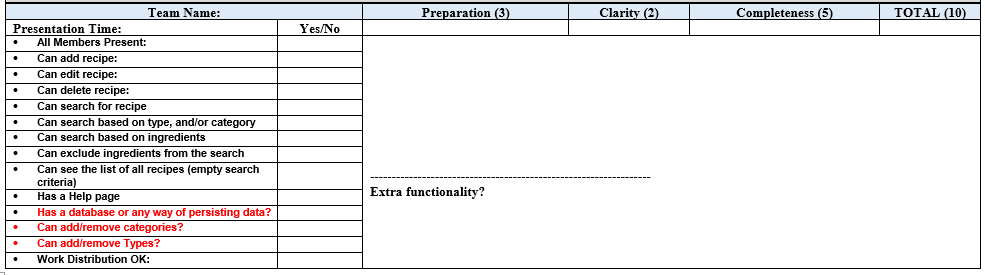 Team Name: Preparation (3) Clarity (2) Completeness (5) TOTAL (10)
Presentation Time: Yes/No
• All Members Present:
• Can add recipe:
• Can edit recipe:
• Can delete recipe:
• Can search for recipe
• Can search based on type, and/or category
• Can search based on ingredients
• Can exclude ingredients from the search
• Can see the list of all recipes (empty search
criteria)
-----------------------------------------------------------------
Extra functionality?
• Has a Help page
• Has a database or any way of persisting data?
• Can add/remove categories?
• Can add/remove Types?
• Work Distribution OK: